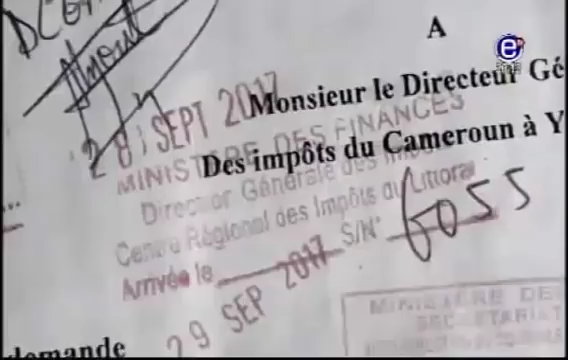 A
Monsieur le Directeur Gé
Des impôts du Cameroun à Y
28 SEPT 2017
MINISTERE DES FINANCES
Direction Générale des Impôts
Centre Régional des Impôts du Littoral
Arrivée le S/N° 6055
29 SEP 2017
MINISTERE DE
SECRETARIAT
demande